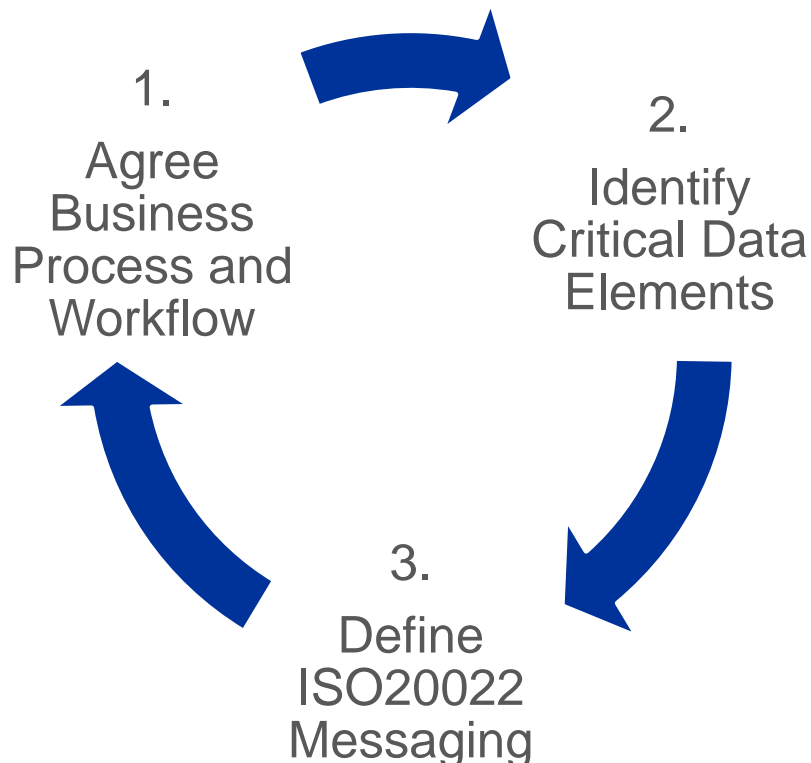 1.
Agree
Business
Process and
Workflow
2.
Identify
Critical Data
Elements
3.
Define
ISO20022
Messaging